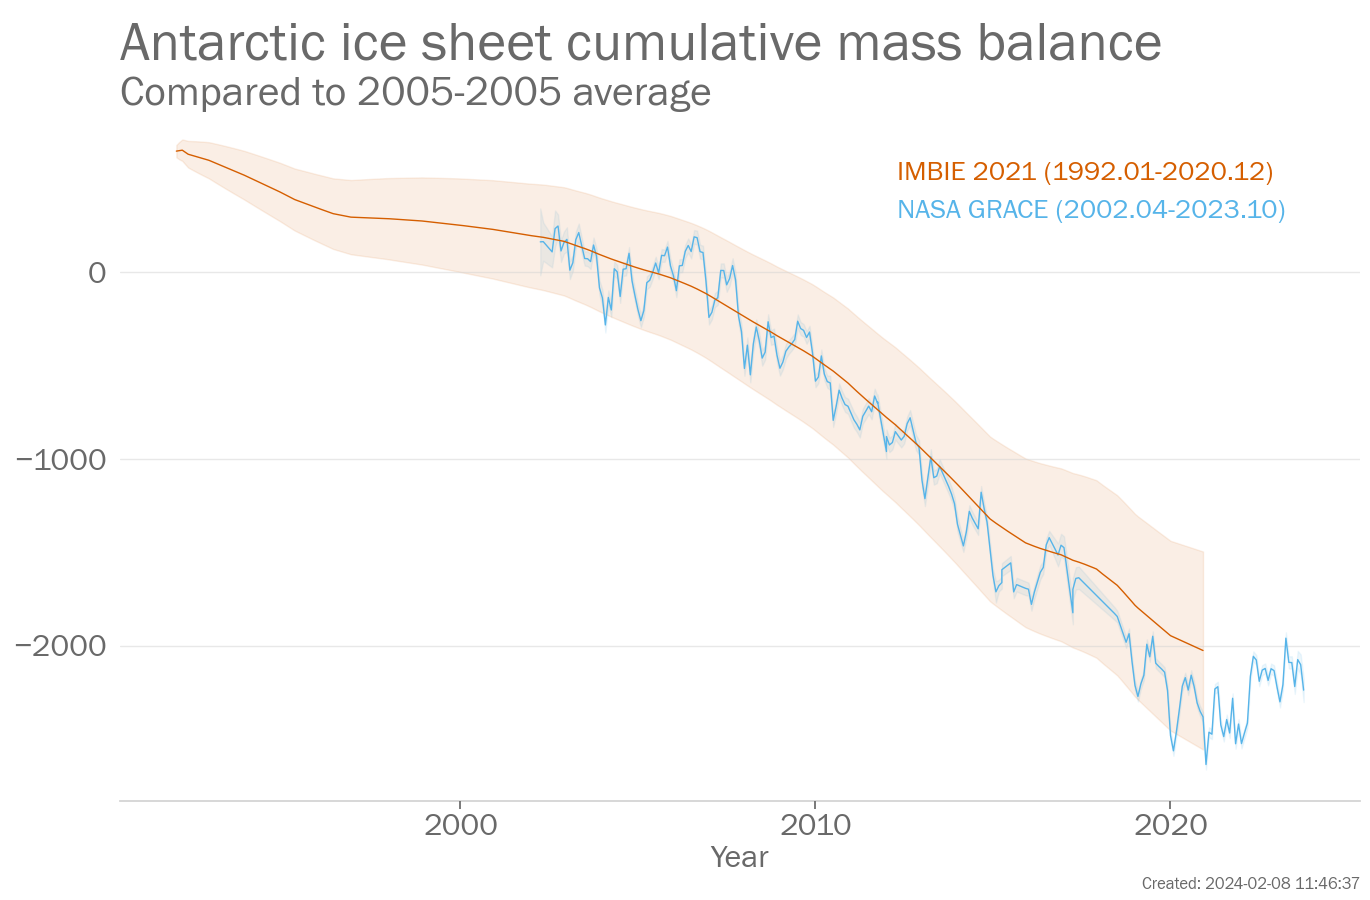 Antarctic ice sheet cumulative mass balance
Compared to 2005-2005 average
IMBIE 2021 (1992.01-2020.12)
NASA GRACE (2002.04-2023.10)
0
−1000
−2000
2000 2010 2020
Year
Created: 2024-02-08 11:46:37